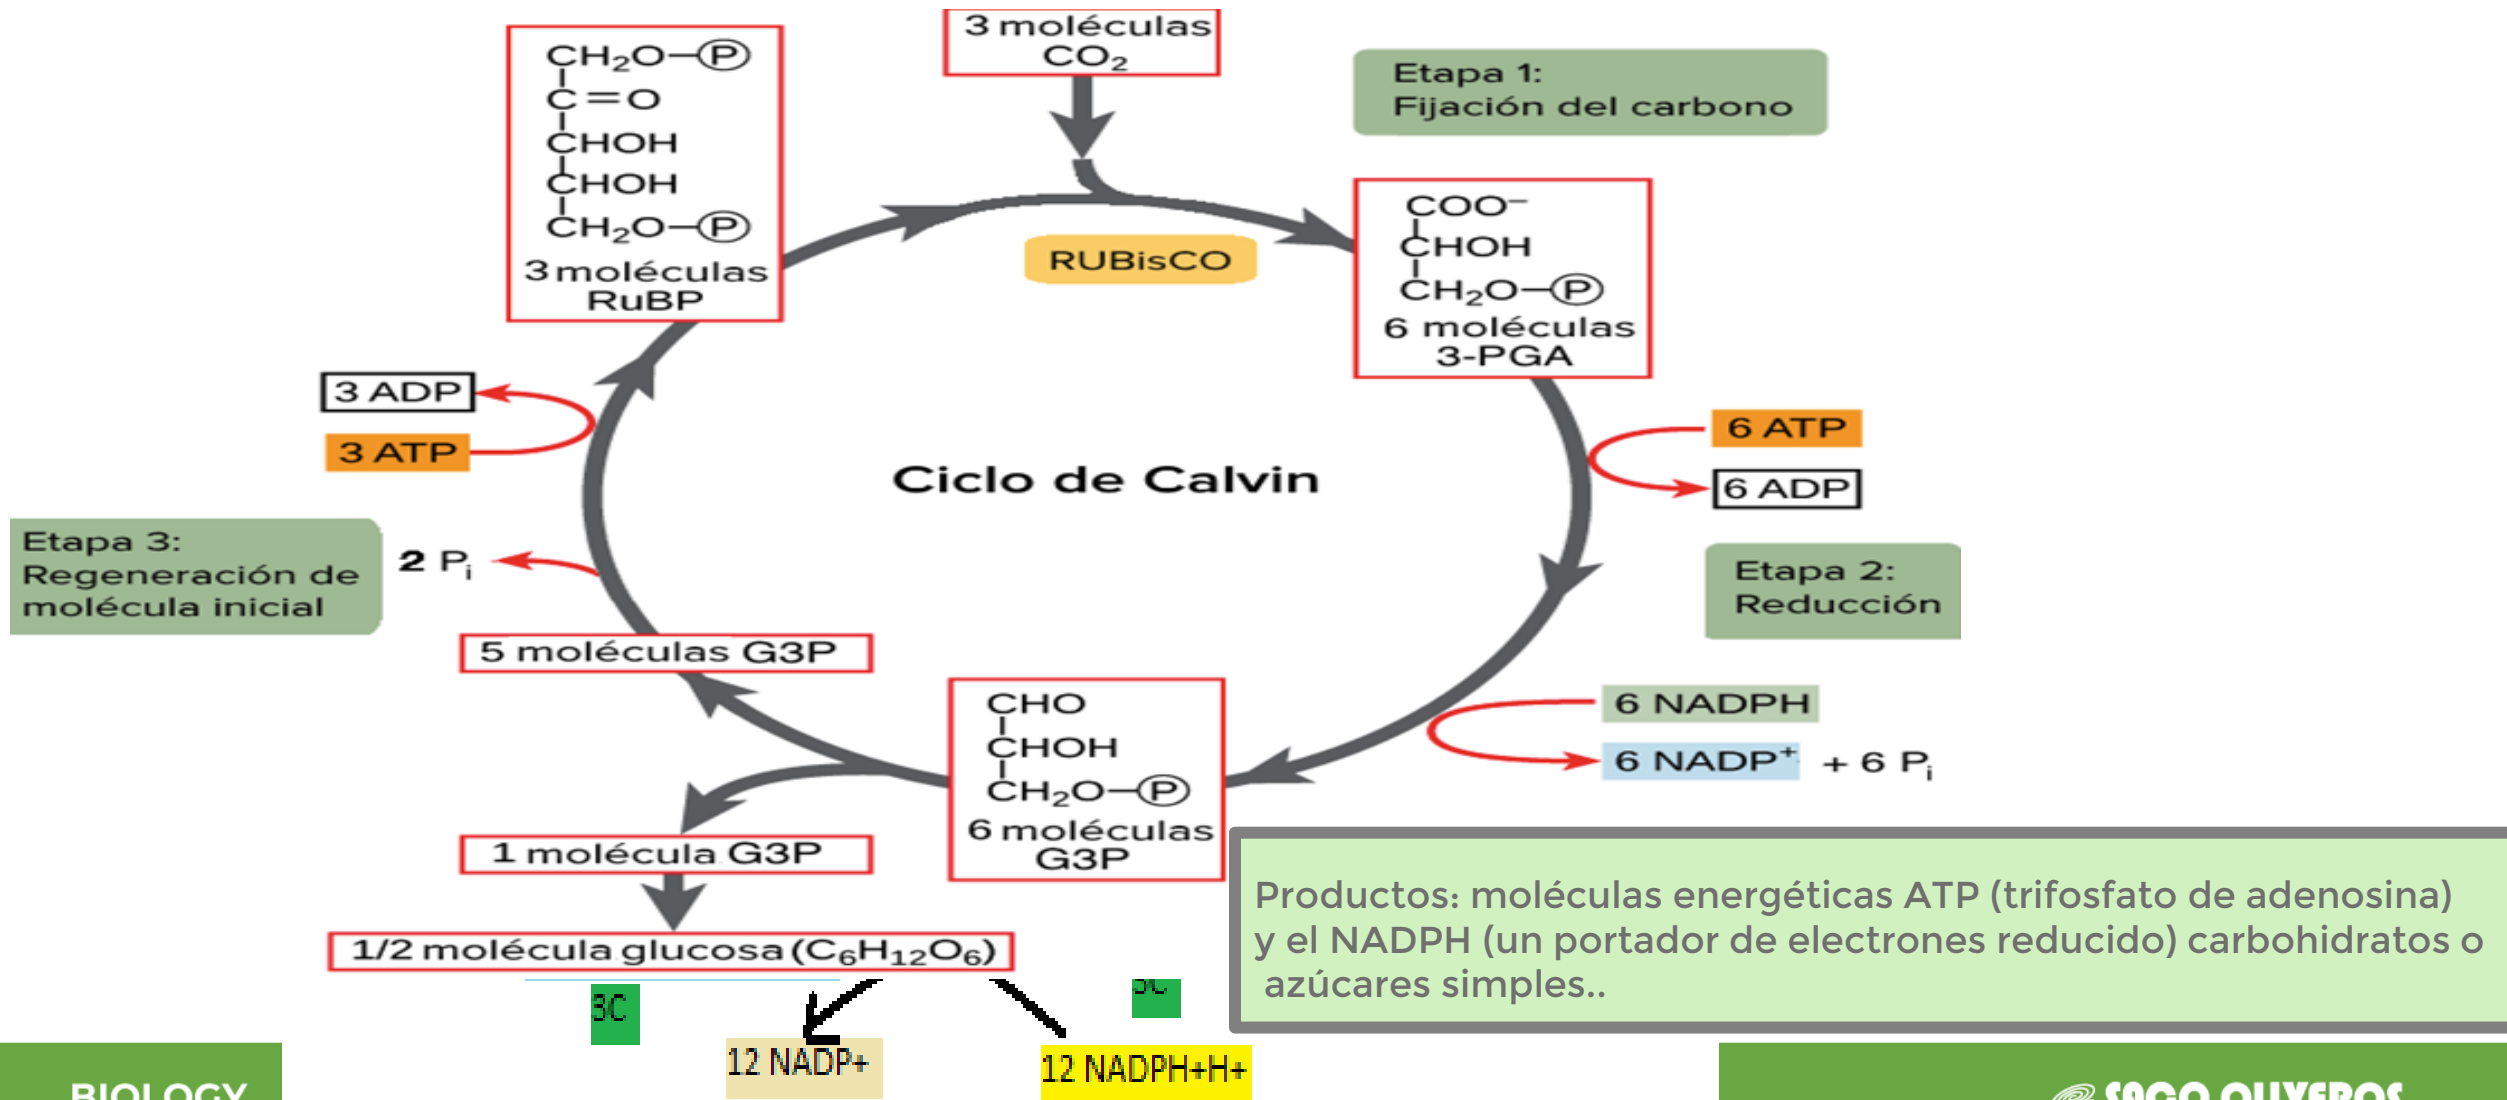 CH₂O–Ⓟ
C=O
CHOH
CHOH
CH₂O–Ⓟ
3 moléculas
RuBP
3 moléculas
CO₂
Etapa 1:
Fijación del carbono
RUBisCO
COO⁻
CHOH
CH₂O–Ⓟ
6 moléculas
3-PGA
3 ADP
3 ATP
Ciclo de Calvin
6 ATP
6 ADP
Etapa 3:
Regeneración de
molécula inicial
2 Pᵢ
Etapa 2:
Reducción
5 moléculas G3P
CHO
CHOH
CH₂O–Ⓟ
6 moléculas
G3P
6 NADPH
6 NADP⁺ + 6 Pᵢ
1 molécula G3P
1/2 molécula glucosa (C₆H₁₂O₆)
Productos: moléculas energéticas ATP (trifosfato de adenosina)
y el NADPH (un portador de electrones reducido) carbohidratos o
azúcares simples..
3C
3C
12 NADP+
12 NADPH+H+
BIOLOGY
SACO OLIVEROS